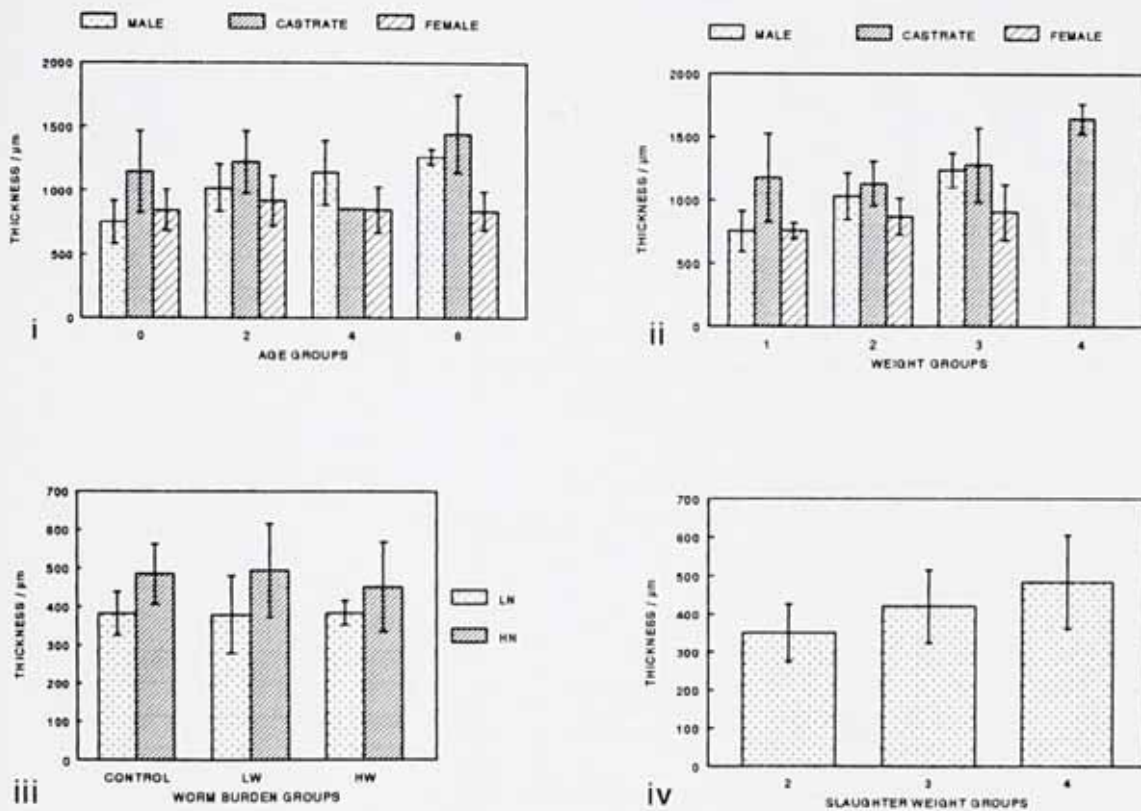 MALE CASTRATE FEMALE
THICKNESS / µm
2000
1500
1000
500
0
0 2 4 6
AGE GROUPS
i
MALE CASTRATE FEMALE
THICKNESS / µm
2000
1500
1000
500
0
1 2 3 4
WEIGHT GROUPS
ii
THICKNESS / µm
700
600
500
400
300
200
100
0
CONTROL LW HW
WORM BURDEN GROUPS
LN
HN
iii
THICKNESS / µm
700
600
500
400
300
200
100
0
2 3 4
SLAUGHTER WEIGHT GROUPS
iv